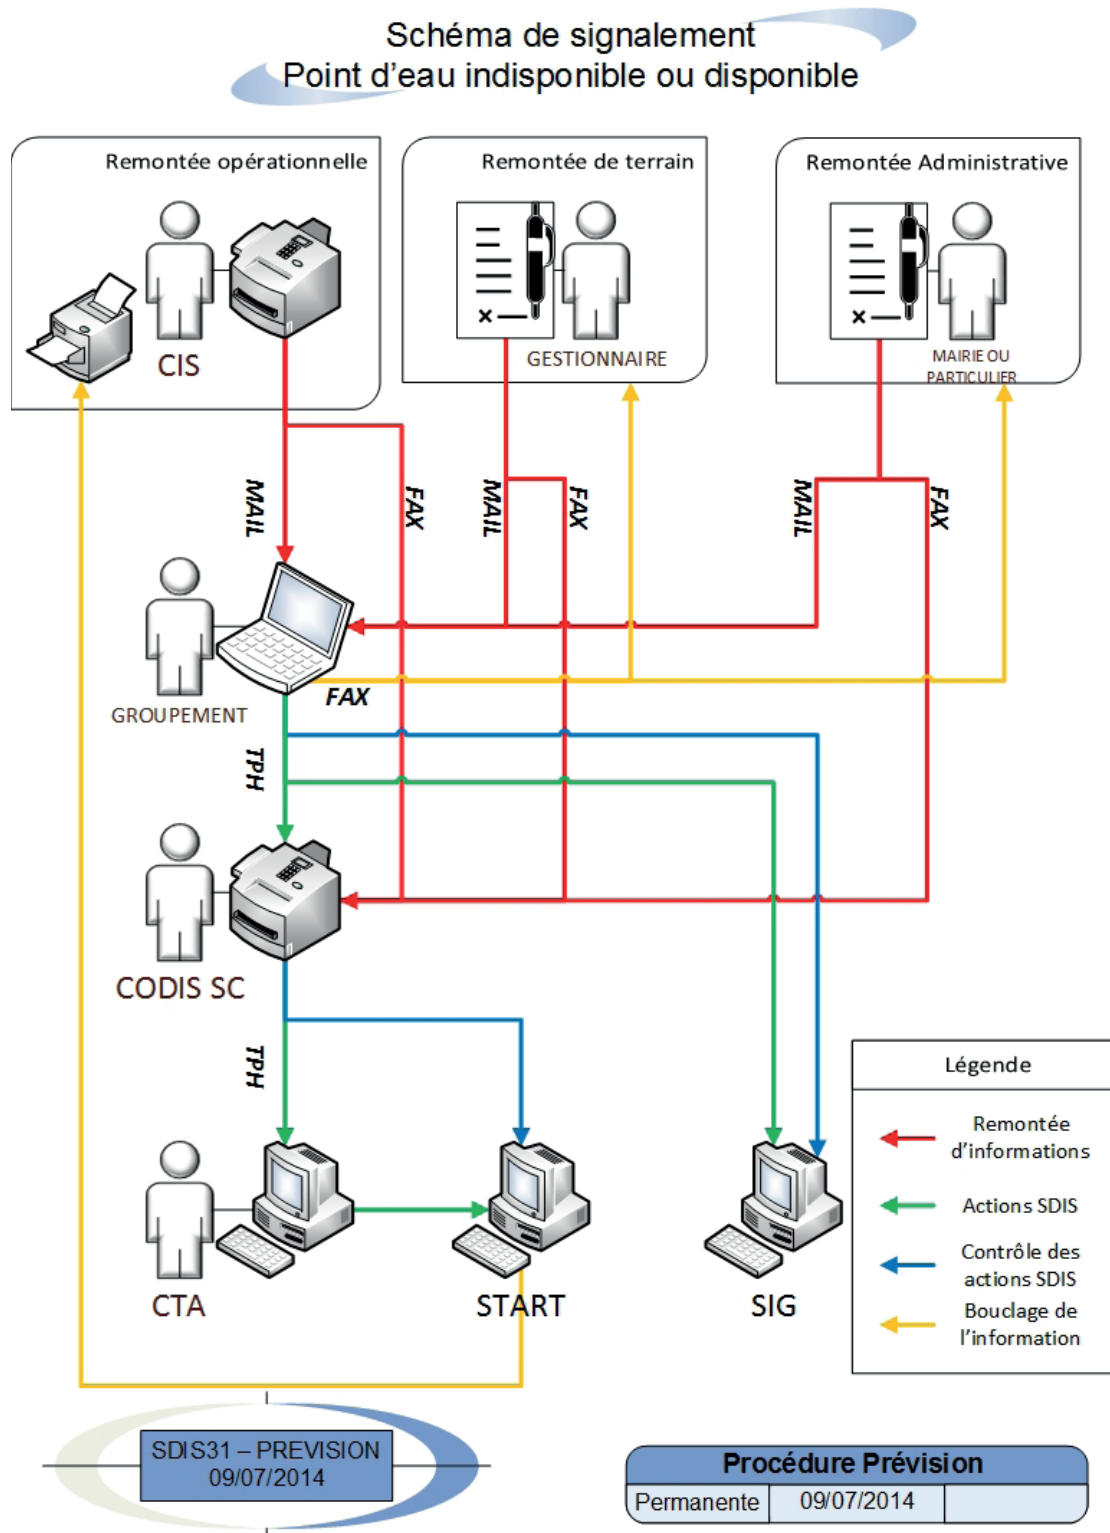 Schéma de signalement
Point d'eau indisponible ou disponible
Remontée opérationnelle
Remontée de terrain
Remontée Administrative
CIS
GESTIONNAIRE
MAIRIE OU
PARTICULIER
MAIL
FAX
MAIL
FAX
MAIL
FAX
GROUPEMENT
FAX
TPH
CODIS SC
TPH
Légende
Remontée
d'informations
Actions SDIS
Contrôle des
actions SDIS
Bouclage de
l'information
CTA
START
SIG
SDIS31 – PREVISION
09/07/2014
Procédure Prévision
Permanente
09/07/2014